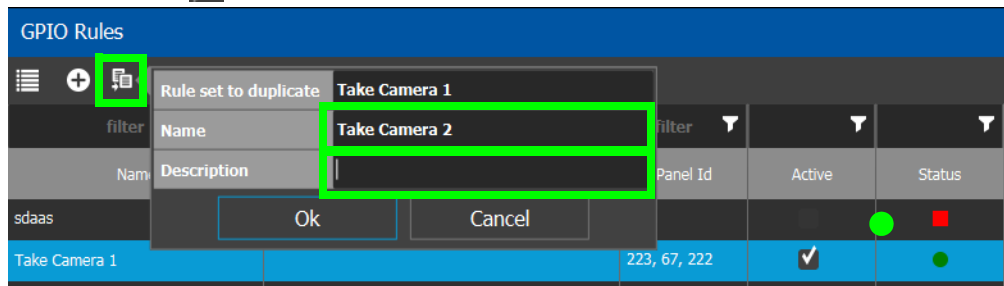 GPIO Rules
Rule set to duplicate Take Camera 1
filter Name Take Camera 2 filter
Nam Description Panel Id Active Status
sdaas
Ok Cancel
Take Camera 1 223, 67, 222